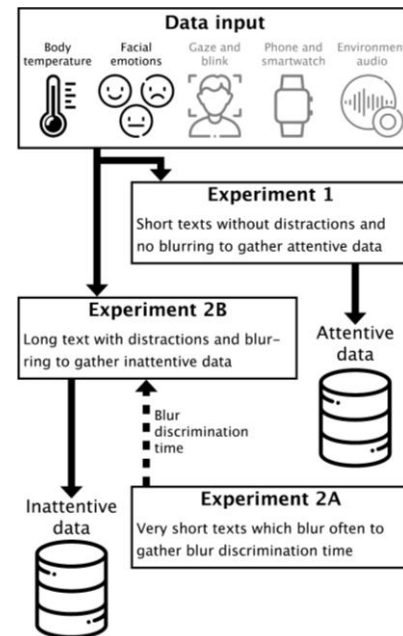 Data input
Body
temperature
Facial
emotions
Gaze and
blink
Phone and
smartwatch
Environment
audio
Experiment 1
Short texts without distractions and
no blurring to gather attentive data
Experiment 2B
Long text with distractions and blur-
ring to gather inattentive data
Attentive
data
Blur
discrimination
time
Inattentive
data
Experiment 2A
Very short texts which blur often to
gather blur discrimination time